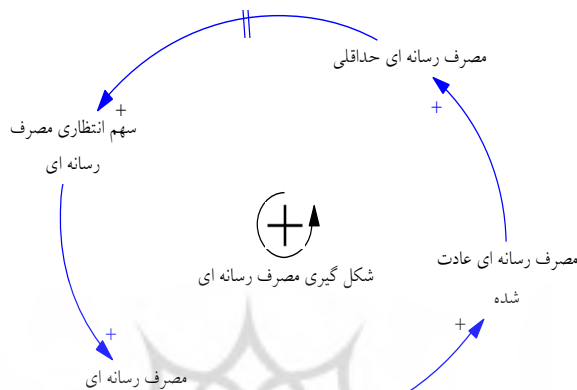 مصرف رسانه ای حداقلی
+
+
سهم انتظاری مصرف
رسانه ای
+
شکل گیری مصرف رسانه ای
مصرف رسانه ای عادت
شده
+
+
مصرف رسانه ای